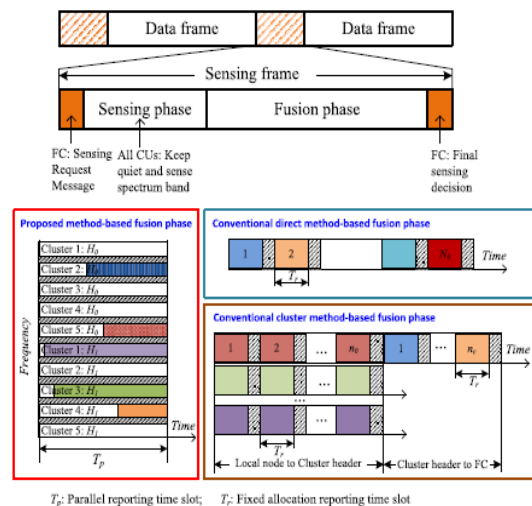 Data frame
Data frame
Sensing frame
Sensing phase
Fusion phase
FC: Sensing
Request
Message
All CUs: Keep
quiet and sense
spectrum band
FC: Final
sensing
decision
Proposed method-based fusion phase
Cluster 1: H₀
Cluster 2: H₀
Cluster 3: H₀
Cluster 4: H₀
Cluster 5: H₀
Cluster 1: H₁
Cluster 2: H₁
Cluster 3: H₁
Cluster 4: H₁
Cluster 5: H₁
Frequency
Time
Tₚ
Conventional direct method-based fusion phase
1 2
Time
Tᵣ
Conventional cluster method-based fusion phase
1 2 ... n_c 1 ... n_c
...
... Tᵣ
...
Time
Tᵣ
Local node to Cluster header Cluster header to FC
Tₚ: Parallel reporting time slot; Tᵣ: Fixed allocation reporting time slot